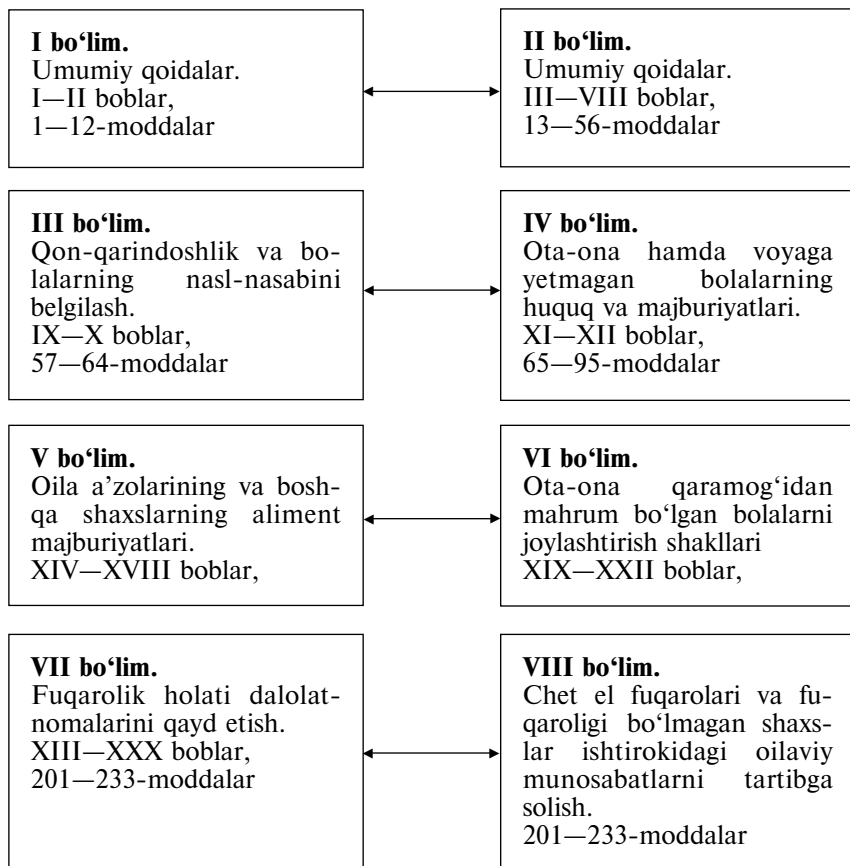 I bo‘lim.
Umumiy qoidalar.
I—II boblar,
1—12-moddalar
II bo‘lim.
Umumiy qoidalar.
III—VIII boblar,
13—56-moddalar
III bo‘lim.
Qon-qarindoshlik va bo-
lalarning nasl-nasabini
belgilash.
IX—X boblar,
57—64-moddalar
IV bo‘lim.
Ota-ona hamda voyaga
yetmagan bolalarning
huquq va majburiyatlari.
XI—XII boblar,
65—95-moddalar
V bo‘lim.
Oila a’zolarining va bosh-
qa shaxslarning aliment
majburiyatlari.
XIV—XVIII boblar,
VI bo‘lim.
Ota-ona qaramog‘idan
mahrum bo‘lgan bolalarni
joylashtirish shakllari
XIX—XXII boblar,
VII bo‘lim.
Fuqarolik holati dalolat-
nomalarini qayd etish.
XIII—XXX boblar,
201—233-moddalar
VIII bo‘lim.
Chet el fuqarolari va fu-
qaroligi bo‘lmagan shaxs-
lar ishtirokidagi oilaviy
munosabatlarni tartibga
solish.
201—233-moddalar